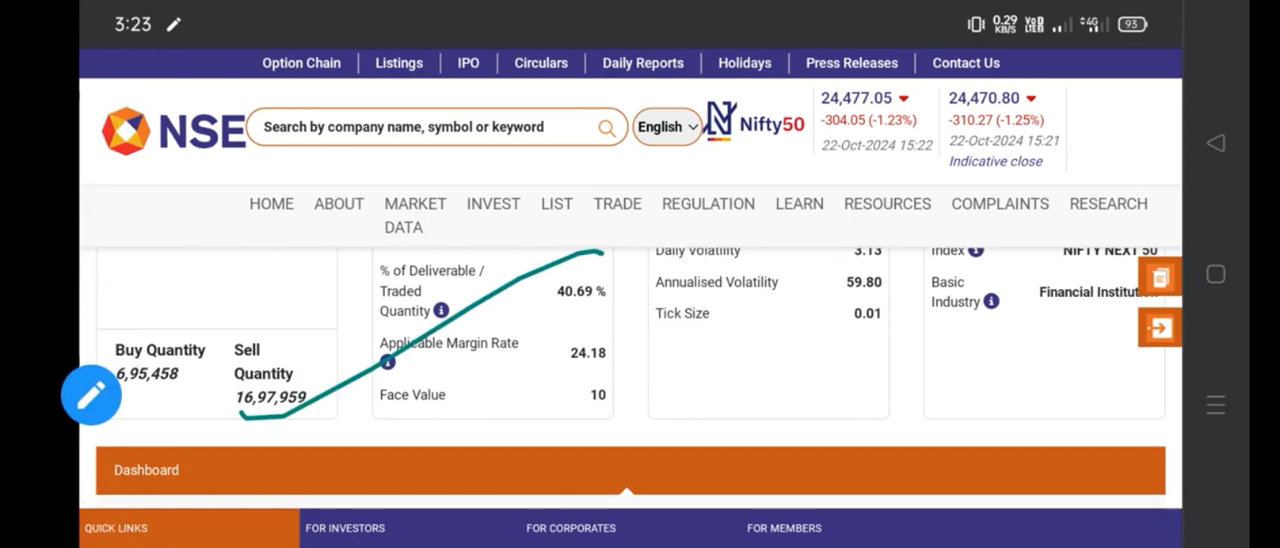 3:23
0.29 KB/S
Vo) LTE
4G
93
Option Chain
Listings
IPO
Circulars
Daily Reports
Holidays
Press Releases
Contact Us
NSE
Search by company name, symbol or keyword
English
Nifty50
24,477.05
-304.05 (-1.23%)
22-Oct-2024 15:22
24,470.80
-310.27 (-1.25%)
22-Oct-2024 15:21
Indicative close
HOME
ABOUT
MARKET DATA
INVEST
LIST
TRADE
REGULATION
LEARN
RESOURCES
COMPLAINTS
RESEARCH
Buy Quantity
6,95,458
Sell
Quantity
16,97,959
% of Deliverable /
Traded
Quantity
40.69 %
Applicable Margin Rate
24.18
Face Value
10
Daily Volatility
3.13
Annualised Volatility
59.80
Tick Size
0.01
Index
NIFTY NEXT 50
Basic
Industry
Financial
Dashboard
QUICK LINKS
FOR INVESTORS
FOR CORPORATES
FOR MEMBERS